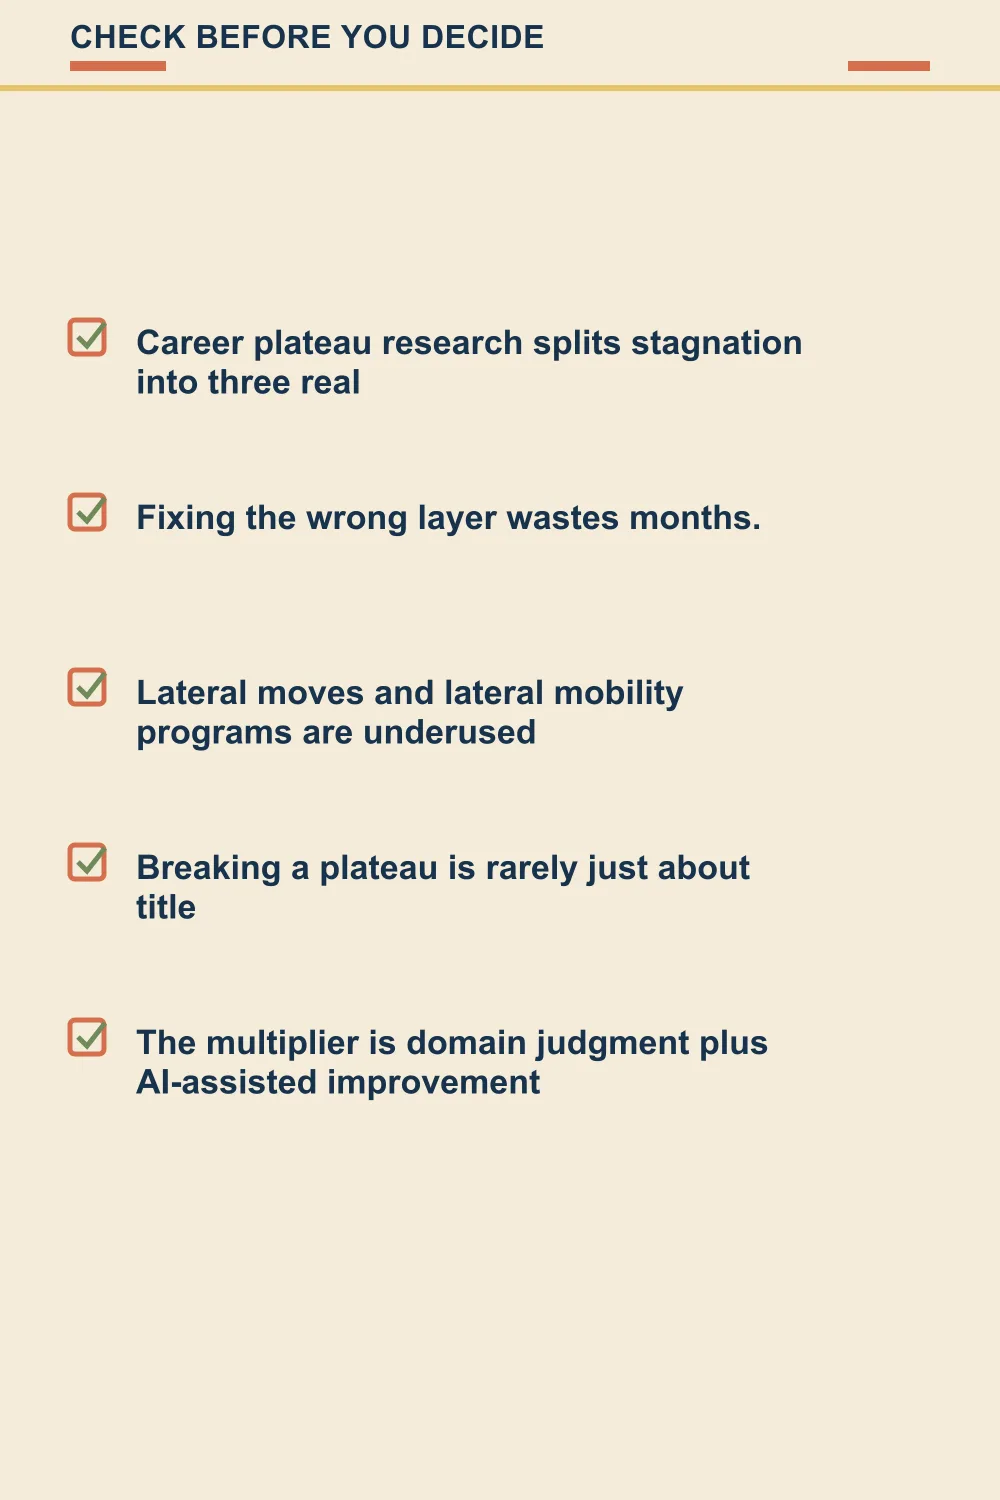 CHECK BEFORE YOU DECIDE
Career plateau research splits stagnation
into three real
Fixing the wrong layer wastes months.
Lateral moves and lateral mobility
programs are underused
Breaking a plateau is rarely just about
title
The multiplier is domain judgment plus
AI-assisted improvement